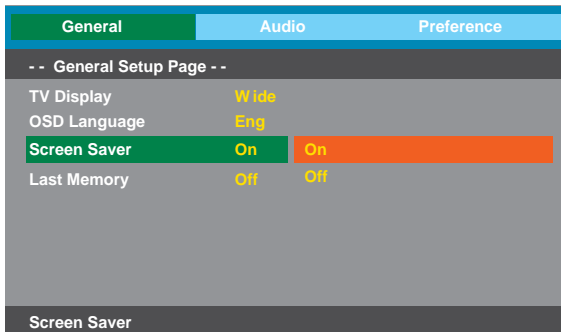 General Audio Preference
- - General Setup Page - -
TV Display Wide
OSD Language Eng
Screen Saver On On
Last Memory Off Off
Screen Saver